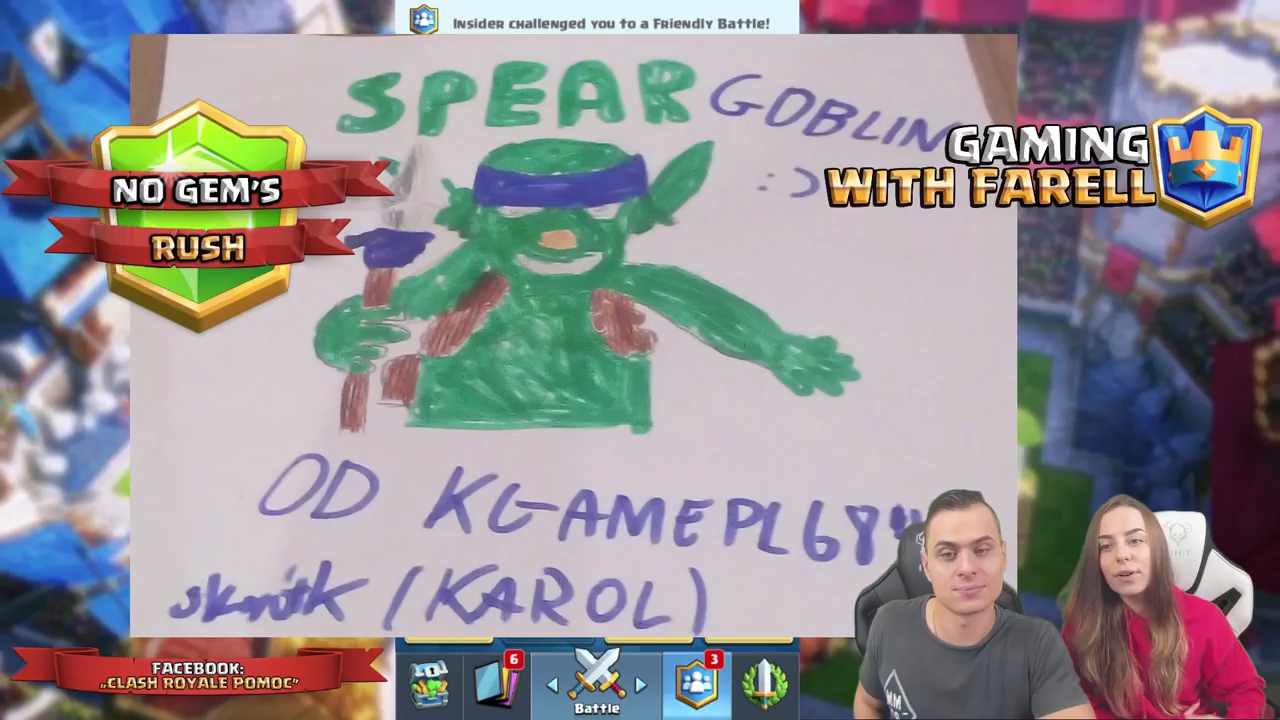 Insider challenged you to a Friendly Battle!
SPEAR GOBLIN
:)
NO GEM'S
RUSH
GAMING
WITH FARELL
OD KGAMEPL68
skrótK (KAROL)
FACEBOOK:
„CLASH ROYALE POMOC"
6
3
Battle